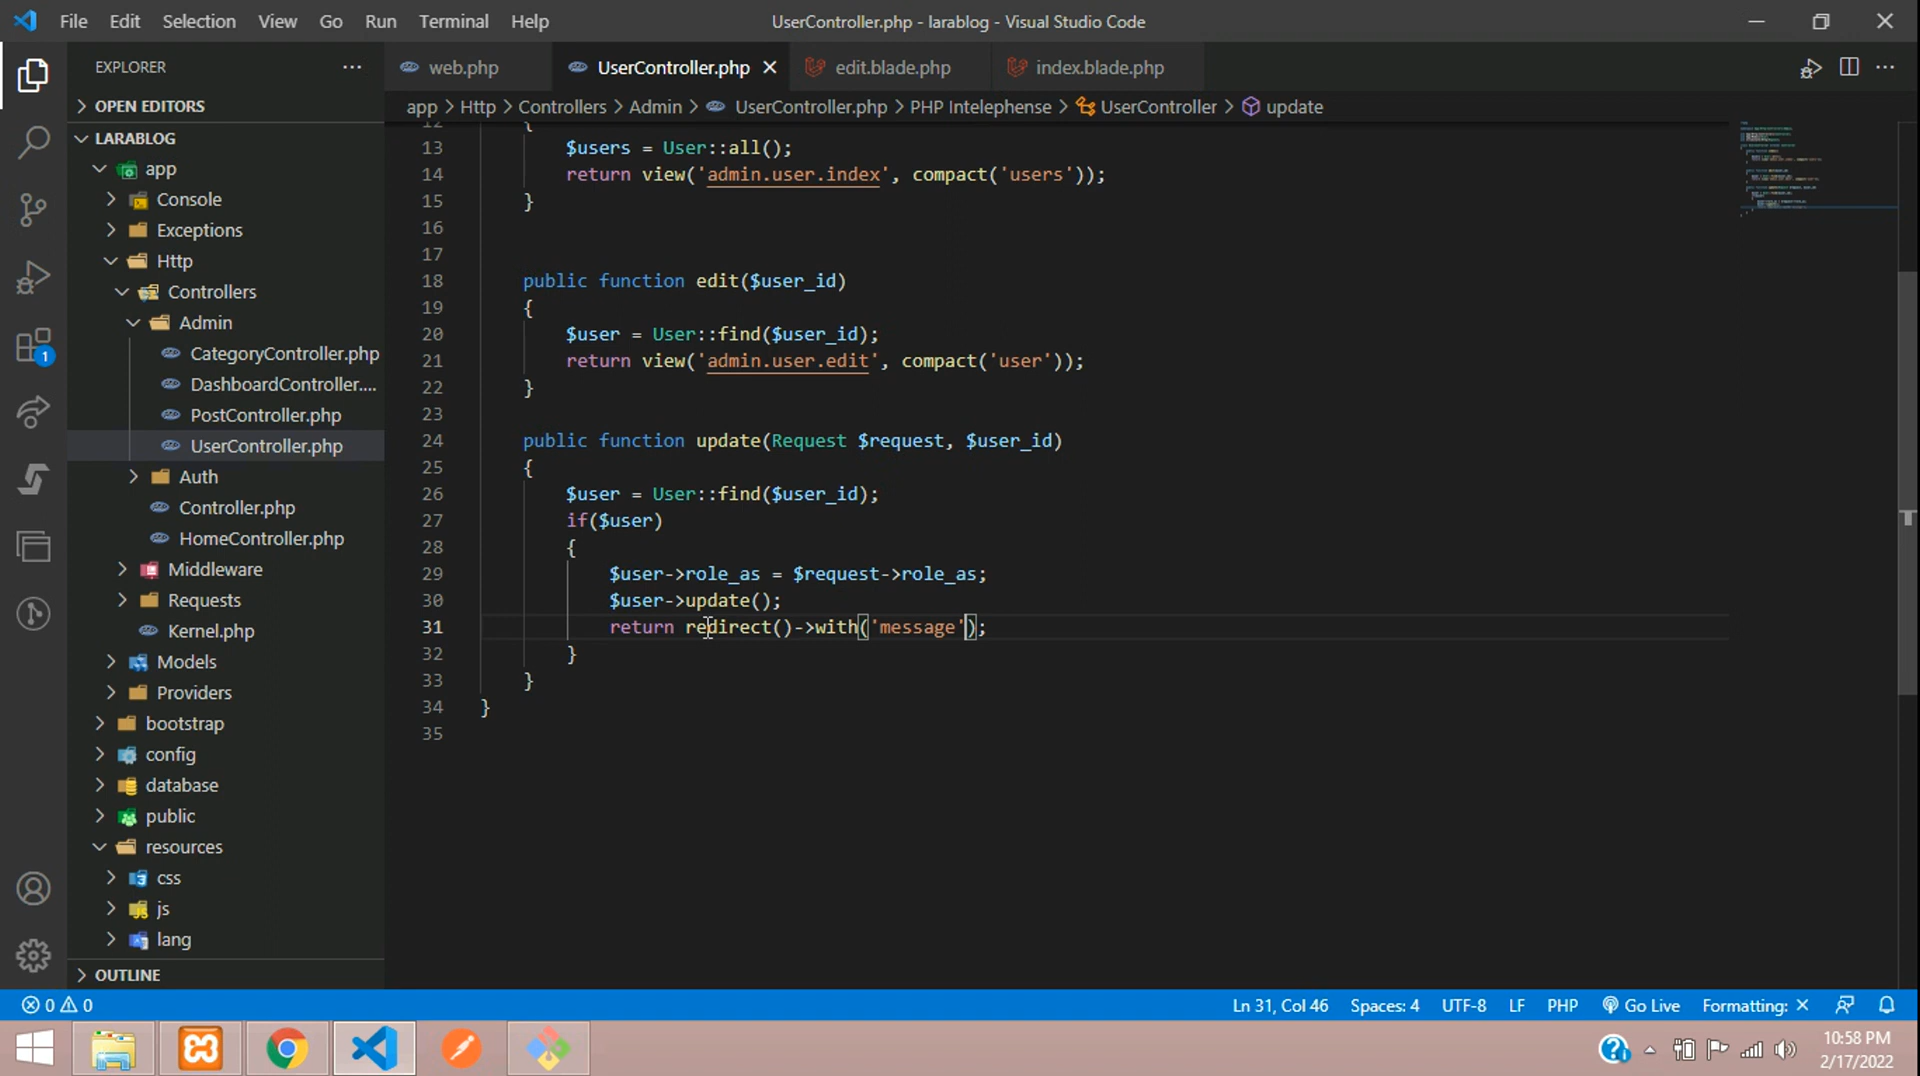 File Edit Selection View Go Run Terminal Help
UserController.php - larablog - Visual Studio Code
EXPLORER
OPEN EDITORS
LARABLOG
app
Console
Exceptions
Http
Controllers
Admin
CategoryController.php
DashboardController....
PostController.php
UserController.php
Auth
Controller.php
HomeController.php
Middleware
Requests
Kernel.php
Models
Providers
bootstrap
config
database
public
resources
css
js
lang
OUTLINE
1
web.php UserController.php edit.blade.php index.blade.php
app > Http > Controllers > Admin > UserController.php > PHP Intelephense > UserController > update
12 {
13 $users = User::all();
14 return view('admin.user.index', compact('users'));
15 }
16
17
18 public function edit($user_id)
19 {
20 $user = User::find($user_id);
21 return view('admin.user.edit', compact('user'));
22 }
23
24 public function update(Request $request, $user_id)
25 {
26 $user = User::find($user_id);
27 if($user)
28 {
29 $user->role_as = $request->role_as;
30 $user->update();
31 return redirect()->with('message');
32 }
33 }
34 }
35
0 0
Ln 31, Col 46 Spaces: 4 UTF-8 LF PHP Go Live Formatting: ×
10:58 PM
2/17/2022